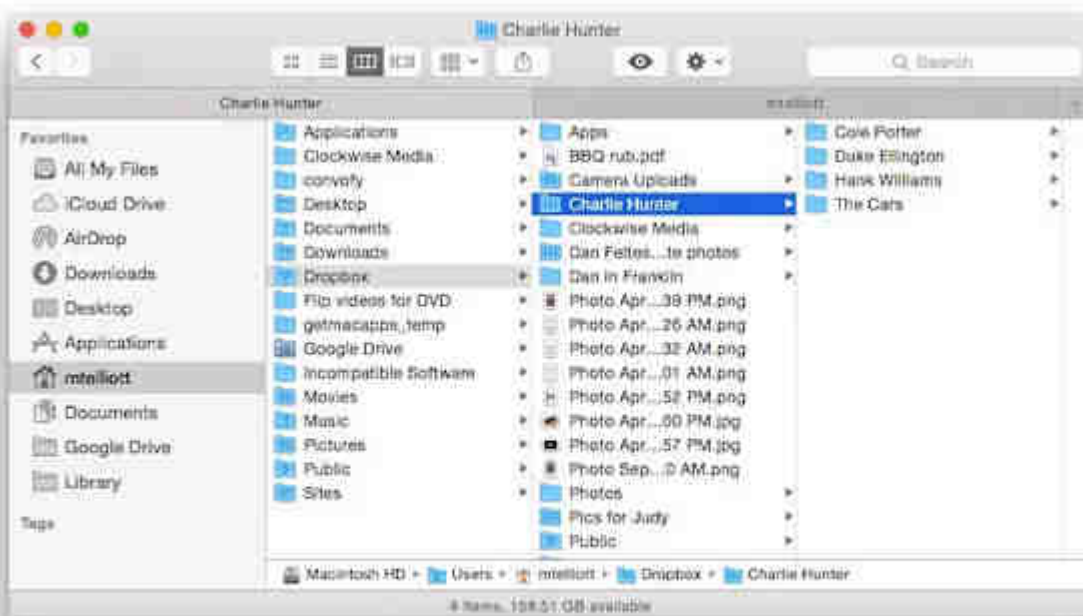 Charlie Hunter
Search
Charlie Hunter
mtelliott
Favorites
All My Files
iCloud Drive
AirDrop
Downloads
Desktop
Applications
mtelliott
Documents
Google Drive
Library
Tags
Applications
Clockwise Media
convofy
Desktop
Documents
Downloads
Dropbox
Flip videos for DVD
getmacapps_temp
Google Drive
Incompatible Software
Movies
Music
Pictures
Public
Sites
Apps
BBQ rub.pdf
Camera Uploads
Charlie Hunter
Clockwise Media
Dan Feltes...te photos
Dan in Franklin
Photo Apr...39 PM.png
Photo Apr...26 AM.png
Photo Apr...32 AM.png
Photo Apr...01 AM.png
Photo Apr...52 PM.png
Photo Apr...00 PM.jpg
Photo Apr...57 PM.jpg
Photo Sep...0 AM.png
Photos
Pics for Judy
Public
Cole Porter
Duke Ellington
Hank Williams
The Cars
Macintosh HD
Users
mtelliott
Dropbox
Charlie Hunter
4 items, 159.51 GB available